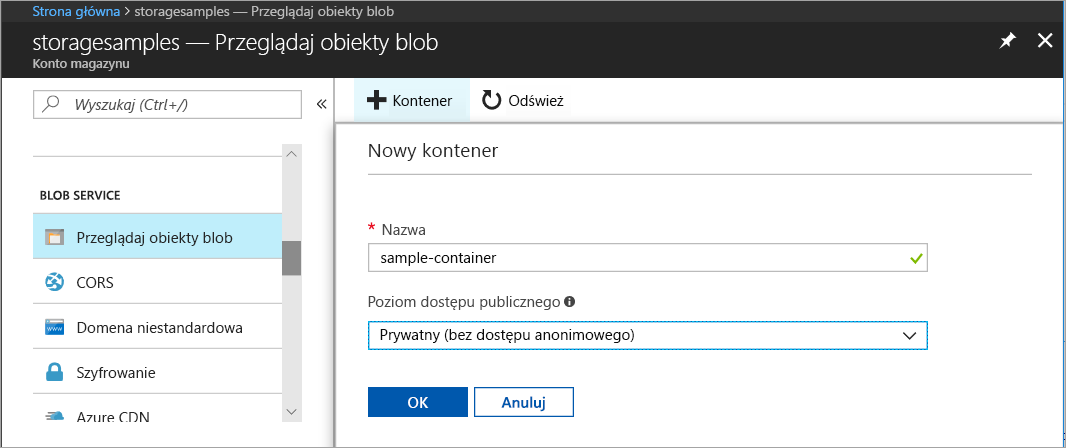 Strona główna > storagesamples — Przeglądaj obiekty blob
storagesamples — Przeglądaj obiekty blob
Konto magazynu
Wyszukaj (Ctrl+/)
«
Kontener
Odśwież
Nowy kontener
BLOB SERVICE
Przeglądaj obiekty blob
CORS
Domena niestandardowa
Szyfrowanie
Azure CDN
* Nazwa
sample-container
Poziom dostępu publicznego
Prywatny (bez dostępu anonimowego)
OK
Anuluj